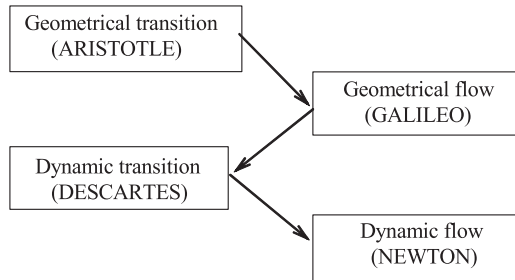 Geometrical transition
(ARISTOTLE)
Geometrical flow
(GALILEO)
Dynamic transition
(DESCARTES)
Dynamic flow
(NEWTON)